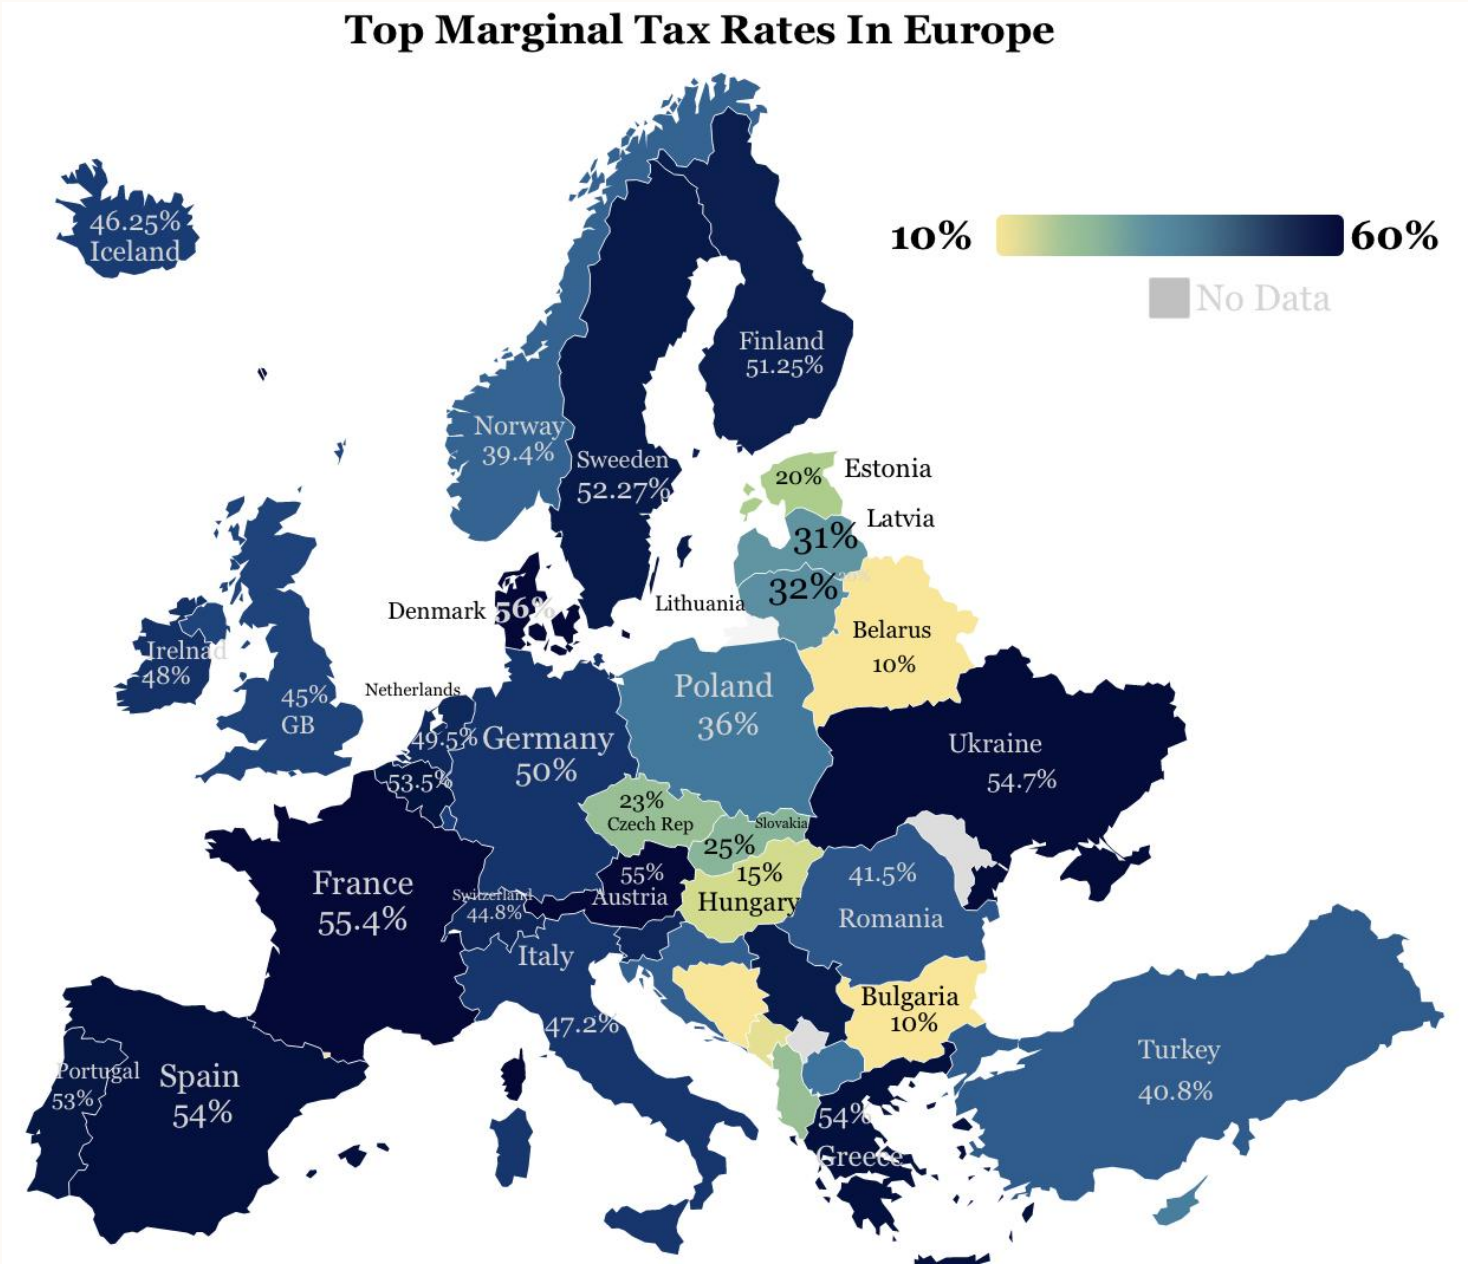 Top Marginal Tax Rates In Europe
10%
60%
No Data
46.25%
Iceland
Finland
51.25%
Norway
39.4%
Sweeden
52.27%
20%
Estonia
31%
Latvia
32%
Lithuania
Denmark
56%
Belarus
10%
Irelnad
48%
45%
GB
Netherlands
49.5%
Germany
50%
Poland
36%
Ukraine
54.7%
53.5%
23%
Czech Rep
Slovakia
25%
France
55.4%
55%
Austria
15%
Hungary
41.5%
Romania
Switzerland
44.8%
Italy
47.2%
Bulgaria
10%
Portugal
53%
Spain
54%
Turkey
40.8%
54%
Greece